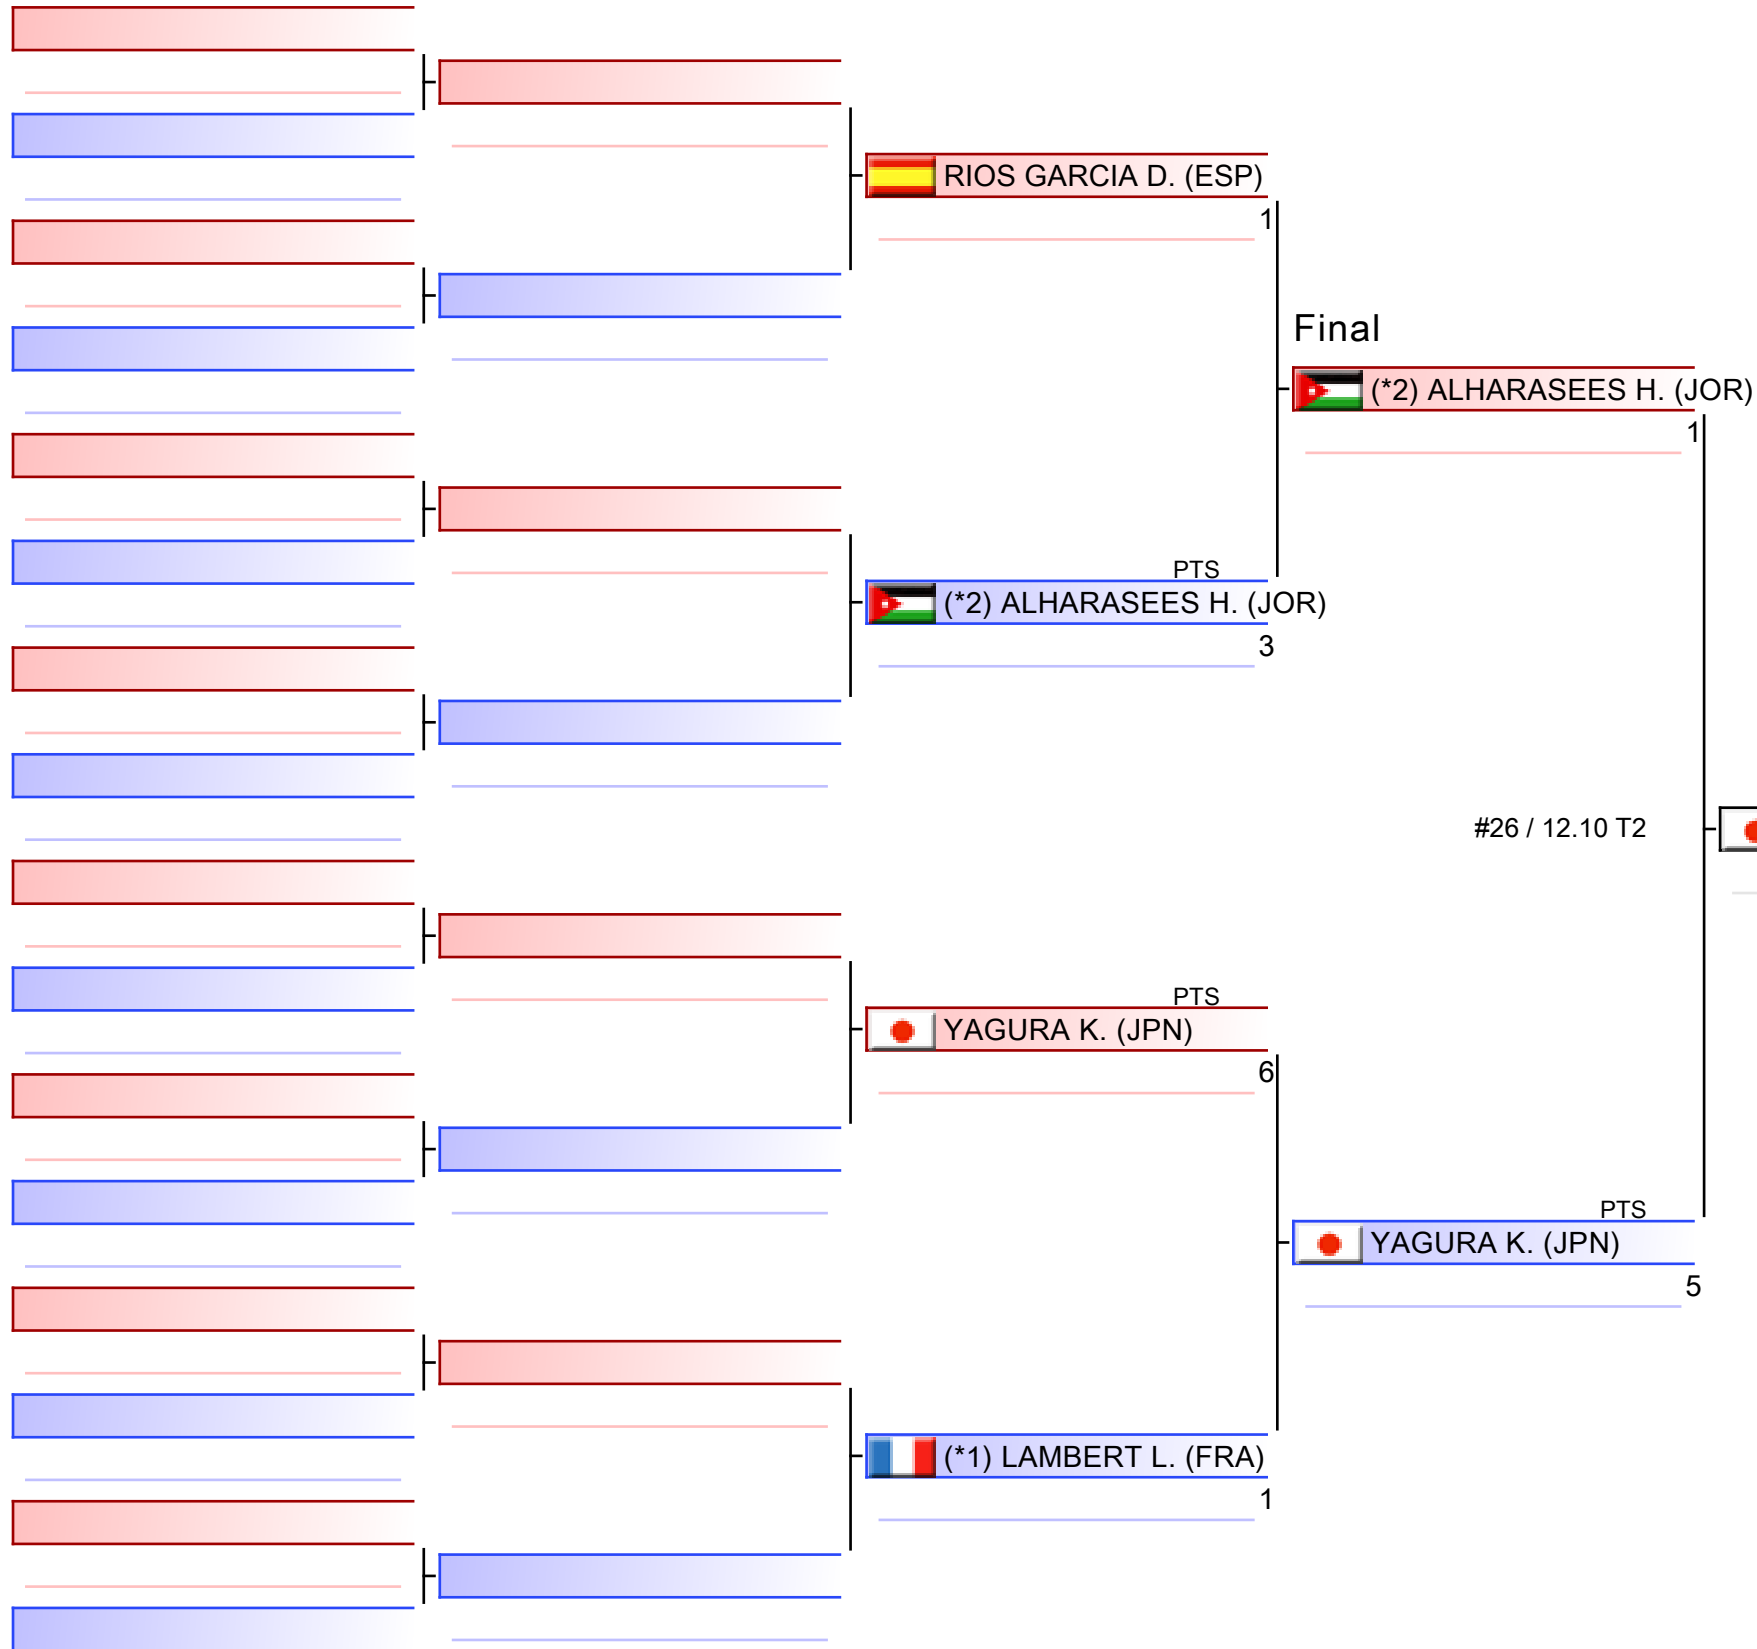 RIOS GARCIA D. (ESP)
1
Final
(*2) ALHARASEES H. (JOR)
1
PTS
(*2) ALHARASEES H. (JOR)
3
#26 / 12.10 T2
PTS
YAGURA K. (JPN)
6
PTS
YAGURA K. (JPN)
5
(*1) LAMBERT L. (FRA)
1